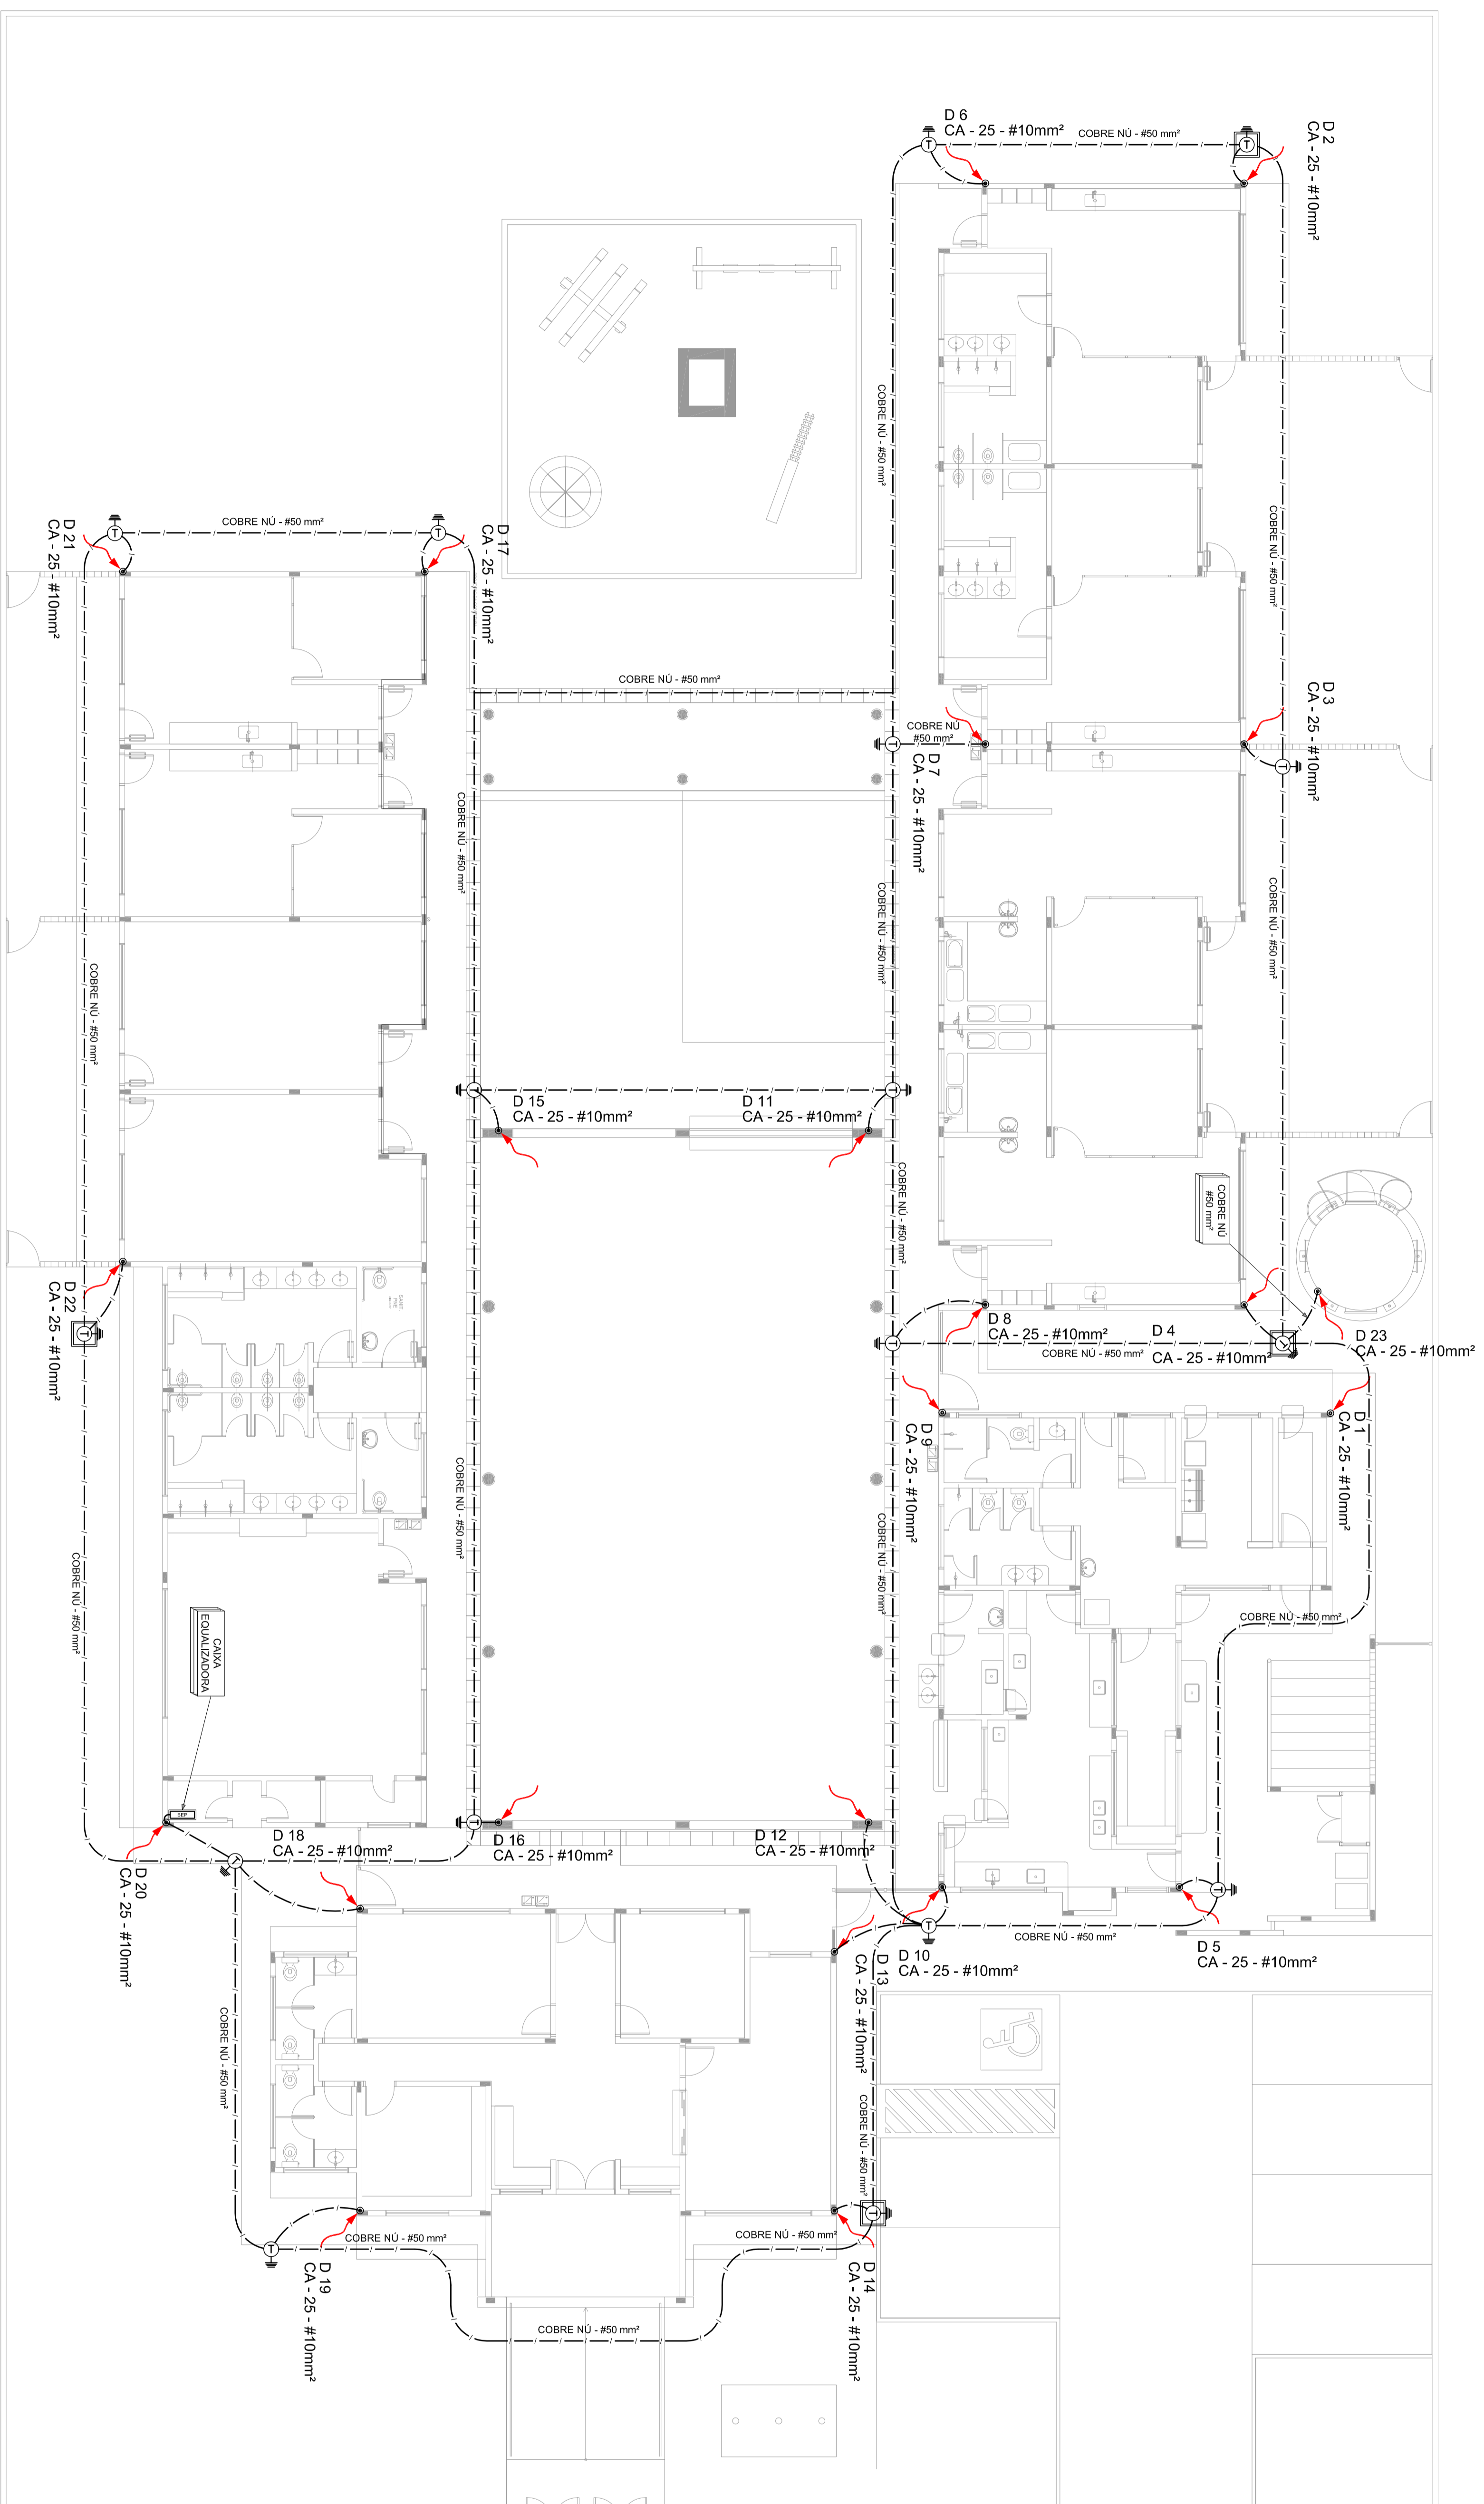 D 6
CA - 25 - #10mm²
COBRE NÚ - #50 mm²
D 2
CA - 25 - #10mm²
T
T
COBRE NÚ - #50 mm²
COBRE NÚ - #50 mm²
D 21
CA - 25 - #10mm²
T
COBRE NÚ - #50 mm²
T
D 17
CA - 25 - #10mm²
COBRE NÚ - #50 mm²
D 3
CA - 25 - #10mm²
COBRE NÚ
#50 mm²
T
T
D 7
CA - 25 - #10mm²
COBRE NÚ - #50 mm²
COBRE NÚ - #50 mm²
COBRE NÚ - #50 mm²
COBRE NÚ - #50 mm²
T
T
D 15
CA - 25 - #10mm²
D 11
CA - 25 - #10mm²
COBRE NÚ - #50 mm²
COBRE NÚ
#50 mm²
SANIT
PNE
D 22
CA - 25 - #10mm²
T
T
D 8
CA - 25 - #10mm²
D 4
CA - 25 - #10mm²
COBRE NÚ - #50 mm²
T
D 23
CA - 25 - #10mm²
D 9
CA - 25 - #10mm²
D 1
CA - 25 - #10mm²
COBRE NÚ - #50 mm²
COBRE NÚ - #50 mm²
COBRE NÚ - #50 mm²
COBRE NÚ - #50 mm²
CAIXA
EQUALIZADORA
BEP
T
D 18
CA - 25 - #10mm²
D 16
CA - 25 - #10mm²
D 12
CA - 25 - #10mm²
T
D 20
CA - 25 - #10mm²
T
T
COBRE NÚ - #50 mm²
D 10
CA - 25 - #10mm²
D 5
CA - 25 - #10mm²
D 13
CA - 25 - #10mm²
COBRE NÚ - #50 mm²
COBRE NÚ - #50 mm²
T
T
COBRE NÚ - #50 mm²
COBRE NÚ - #50 mm²
D 19
CA - 25 - #10mm²
D 14
CA - 25 - #10mm²
COBRE NÚ - #50 mm²